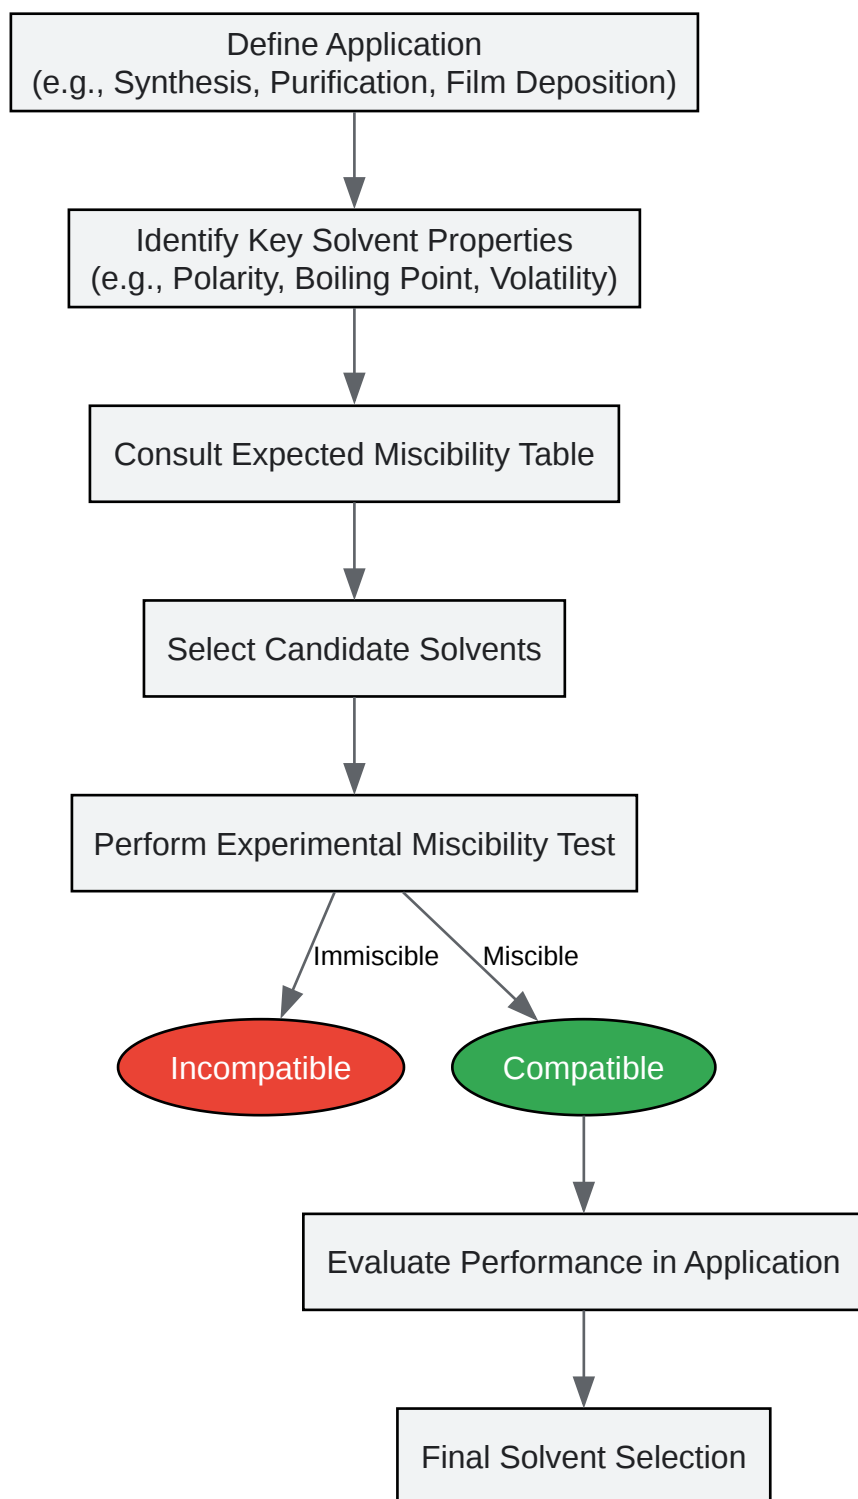 Define Application
(e.g., Synthesis, Purification, Film Deposition)
Identify Key Solvent Properties
(e.g., Polarity, Boiling Point, Volatility)
Consult Expected Miscibility Table
Select Candidate Solvents
Perform Experimental Miscibility Test
Immiscible
Miscible
Incompatible
Compatible
Evaluate Performance in Application
Final Solvent Selection